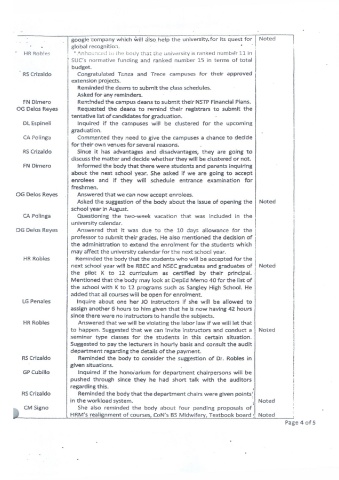 google company which will also help the university, for its quest for Noted
global recognition.
HR Robles Announced to the body that the university is ranked number 11 in
SUC's normative funding and ranked number 15 in terms of total
budget.
RS Crizaldo Congratulated Tanza and Trece campuses for their approved
extension projects.
Reminded the deans to submit the class schedules.
Asked for any reminders.
FN Dimero Reminded the campus deans to submit their NSTP Financial Plans.
OG Delos Reyes Requested the deans to remind their registrars to submit the
tentative list of candidates for graduation.
DL Espineli Inquired if the campuses will be clustered for the upcoming
graduation.
CA Polinga Commented they need to give the campuses a chance to decide
for their own venues for several reasons.
RS Crizaldo Since it has advantages and disadvantages, they are going to
discuss the matter and decide whether they will be clustered or not.
FN Dimero Informed the body that there were students and parents inquiring
about the next school year. She asked if we are going to accept
enrolees and if they will schedule entrance examination for
freshmen.
OG Delos Reyes Answered that we can now accept enrolees.
Asked the suggestion of the body about the issue of opening the Noted
school year in August.
CA Polinga Questioning the two-week vacation that was included in the
university calendar.
OG Delos Reyes Answered that it was due to the 10 days allowance for the
professor to submit their grades. He also mentioned the decision of
the administration to extend the enrolment for the students which
may affect the university calendar for the next school year.
HR Robles Reminded the body that the students who will be accepted for the
next school year will be RBEC and NSEC graduates and graduates of Noted
the pilot K to 12 curriculum as certified by their principal.
Mentioned that the body may look at DepEd Memo 40 for the list of
the school with K to 12 programs such as Sangley High School. He
added that all courses will be open for enrolment.
LG Penales Inquire about one her JO Instructors if she will be allowed to
assign another 6 hours to him given that he is now having 42 hours
since there were no instructors to handle the subjects.
HR Robles Answered that we will be violating the labor law if we will let that
to happen. Suggested that we can invite instructors and conduct a Noted
seminar type classes for the students in this certain situation.
Suggested to pay the lecturers in hourly basis and consult the audit
department regarding the details of the payment.
RS Crizaldo Reminded the body to consider the suggestion of Dr. Robles in
given situations.
GP Cubillo Inquired if the honorarium for department chairpersons will be
pushed through since they he had short talk with the auditors
regarding this.
RS Crizaldo Reminded the body that the department chairs were given points
in the workload system. Noted
CM Signo She also reminded the body about four pending proposals of
HRM's realignment of courses, CoN's BS Midwifery, Textbook board Noted
Page 4 of 5